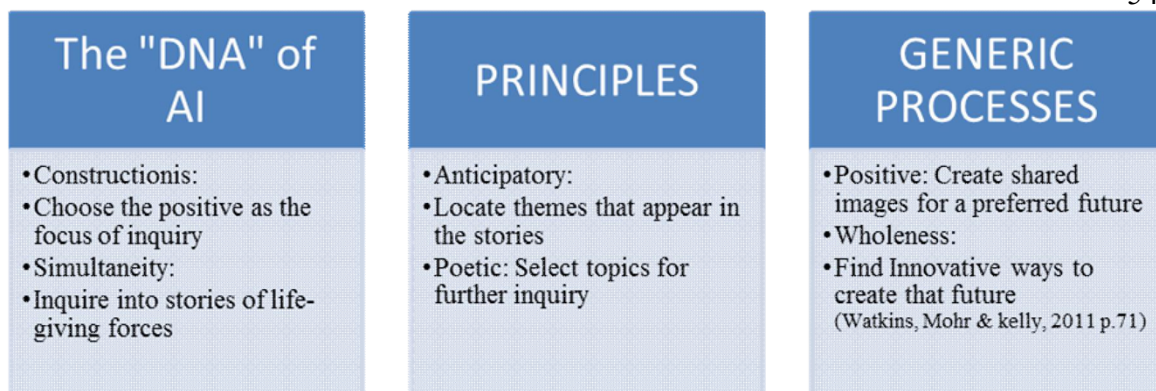 The "DNA" of
AI
•Constructionis:
•Choose the positive as the
focus of inquiry
•Simultaneity:
•Inquire into stories of life-
giving forces
PRINCIPLES
•Anticipatory:
•Locate themes that appear in
the stories
•Poetic: Select topics for
further inquiry
GENERIC
PROCESSES
•Positive: Create shared
images for a preferred future
•Wholeness:
•Find Innovative ways to
create that future
(Watkins, Mohr & kelly, 2011 p.71)